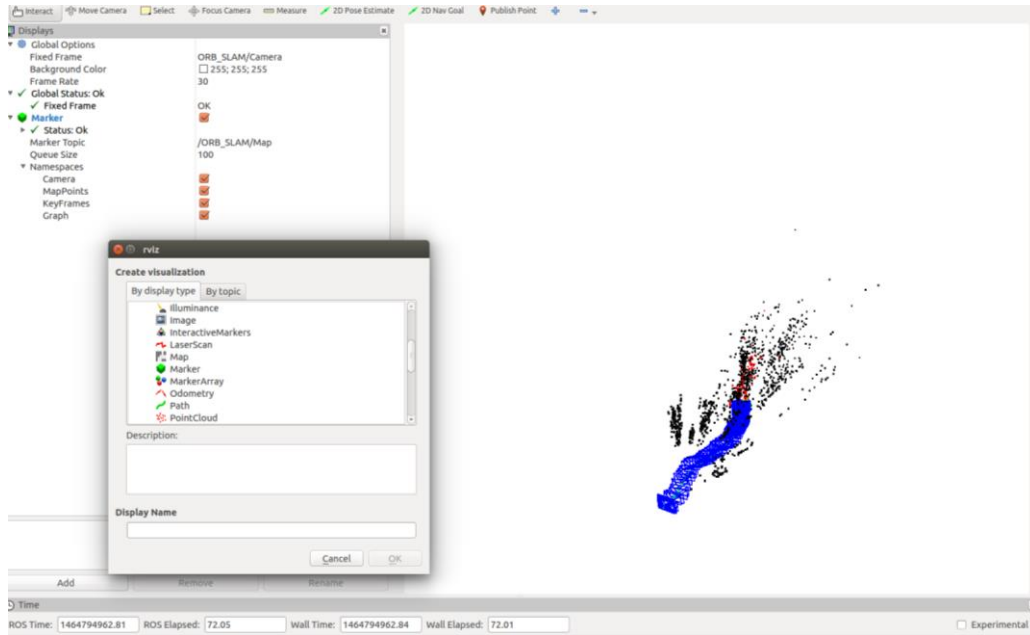 Interact Move Camera Select Focus Camera Measure 2D Pose Estimate 2D Nav Goal Publish Point
Displays
Global Options
Fixed Frame ORB_SLAM/Camera
Background Color 255; 255; 255
Frame Rate 30
Global Status: Ok
Fixed Frame OK
Marker
Status: Ok
Marker Topic /ORB_SLAM/Map
Queue Size 100
Namespaces
Camera
MapPoints
KeyFrames
Graph
rviz
Create visualization
By display type By topic
Illuminance
Image
InteractiveMarkers
LaserScan
Map
Marker
MarkerArray
Odometry
Path
PointCloud
Description:
Display Name
Cancel OK
Add Remove Rename
Time
ROS Time: 1464794962.81 ROS Elapsed: 72.05 Wall Time: 1464794962.84 Wall Elapsed: 72.01 Experimental